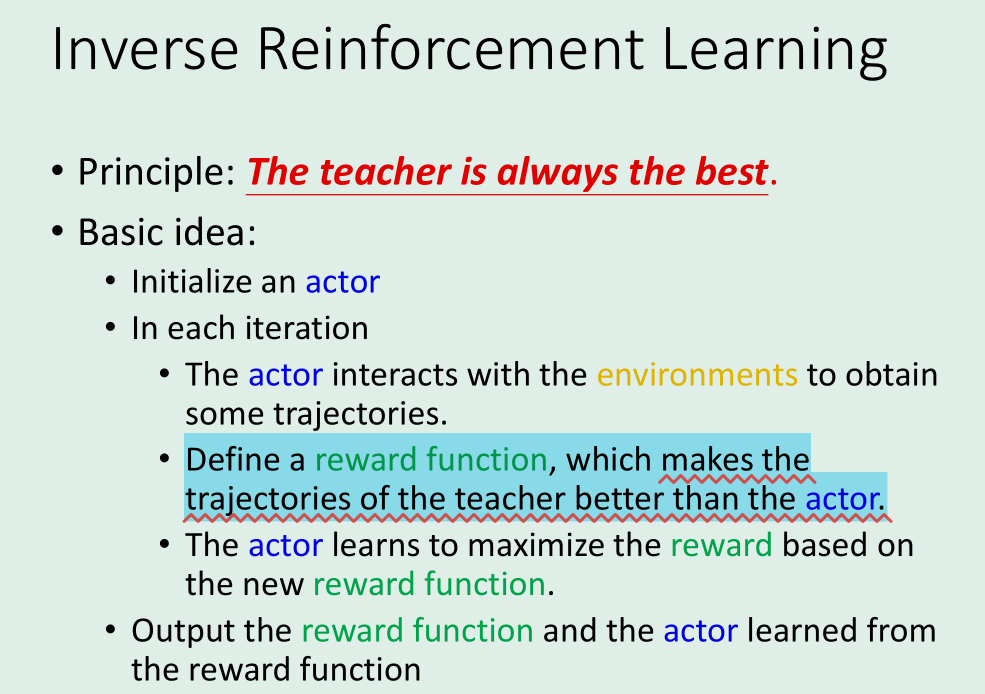 Inverse Reinforcement Learning
• Principle: The teacher is always the best.
• Basic idea:
• Initialize an actor
• In each iteration
• The actor interacts with the environments to obtain
some trajectories.
• Define a reward function, which makes the
trajectories of the teacher better than the actor.
• The actor learns to maximize the reward based on
the new reward function.
• Output the reward function and the actor learned from
the reward function